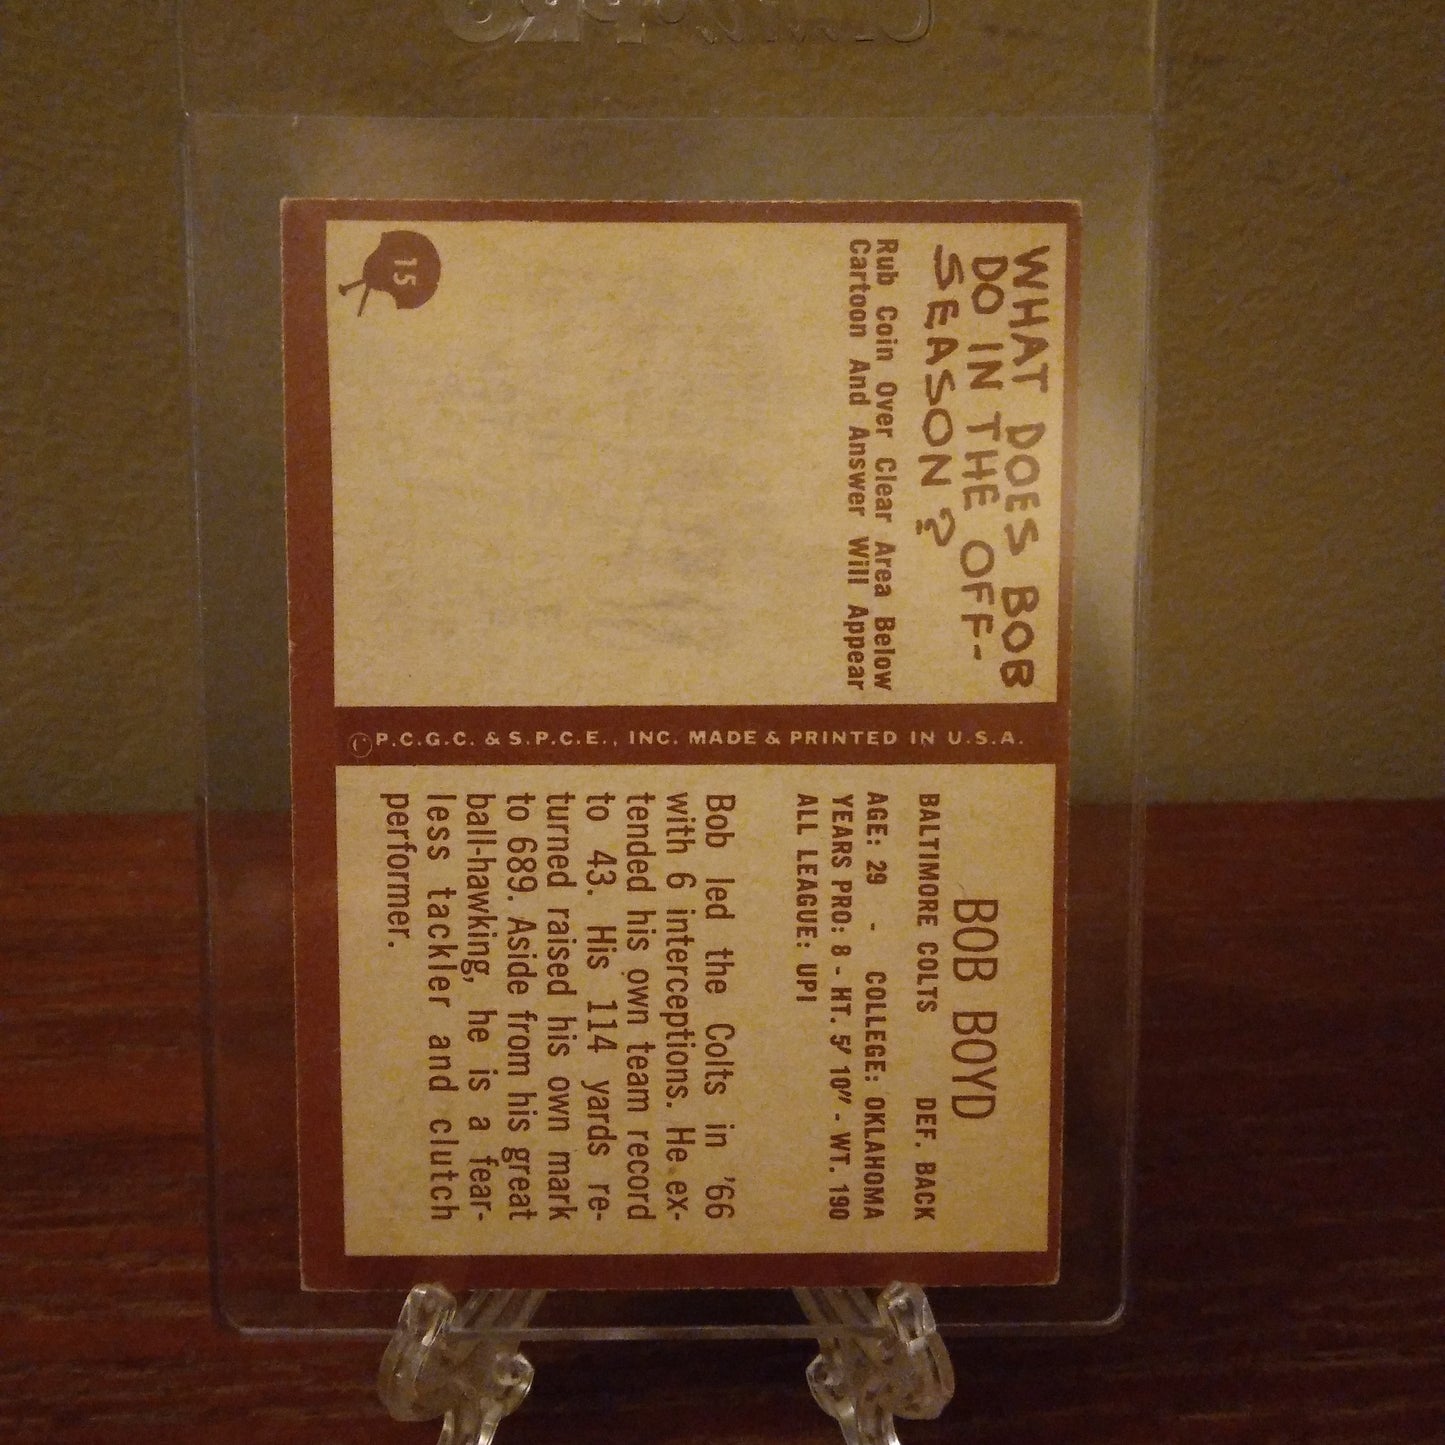 15
WHAT DOES BOB
DO IN THE OFF-
SEASON?
Rub Coin Over Clear Area Below
Cartoon And Answer Will Appear
© P.C.G.C. & S.P.C.E., INC. MADE & PRINTED IN U.S.A.
BOB BOYD
BALTIMORE COLTS DEF. BACK
AGE: 29 - COLLEGE: OKLAHOMA
YEARS PRO: 8 - HT. 5' 10" - WT. 190
ALL LEAGUE: UPI
Bob led the Colts in '66
with 6 interceptions. He ex-
tended his own team record
to 43. His 114 yards re-
turned raised his own mark
to 689. Aside from his great
ball-hawking, he is a fear-
less tackler and clutch
performer.